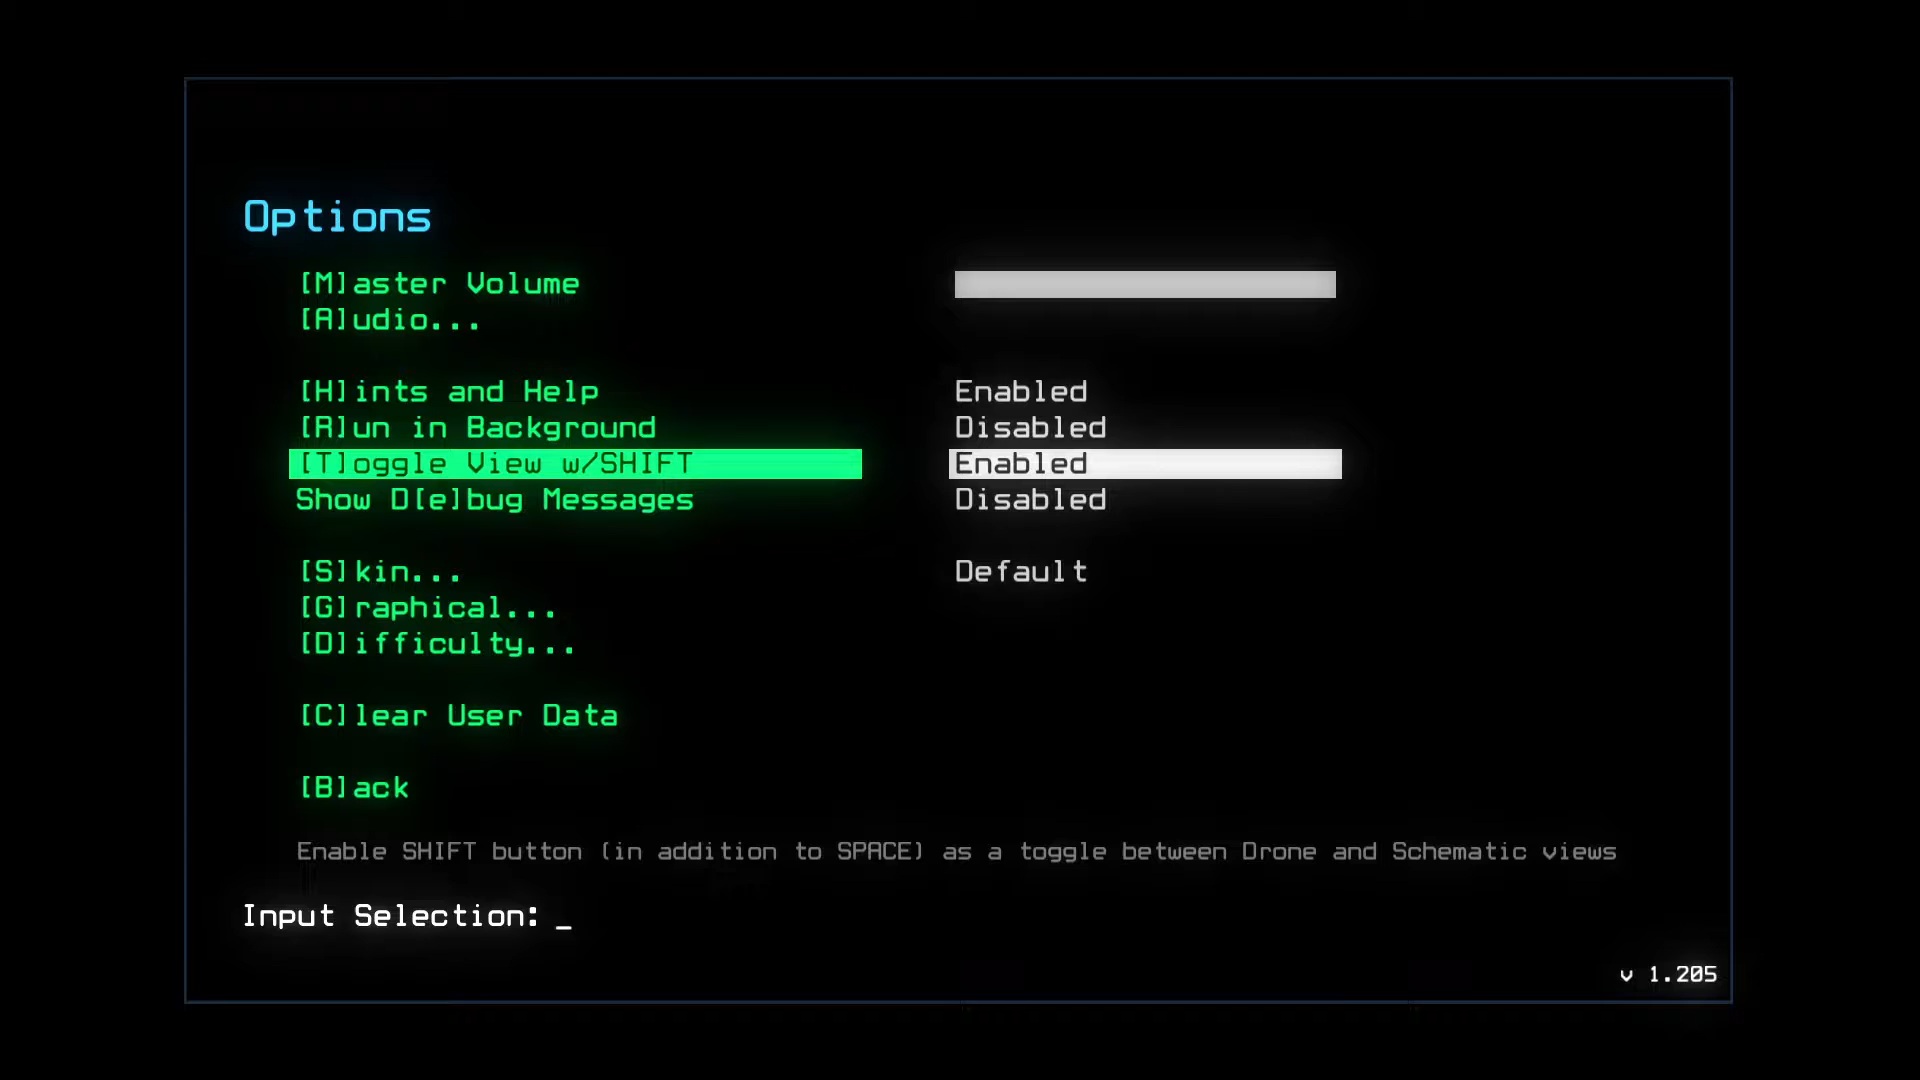 Options
[M]aster Volume
[A]udio...
[H]ints and Help Enabled
[R]un in Background Disabled
[T]oggle View w/SHIFT Enabled
Show D[e]bug Messages Disabled
[S]kin... Default
[G]raphical...
[D]ifficulty...
[C]lear User Data
[B]ack
Enable SHIFT button (in addition to SPACE) as a toggle between Drone and Schematic views
Input Selection: _
v 1.205